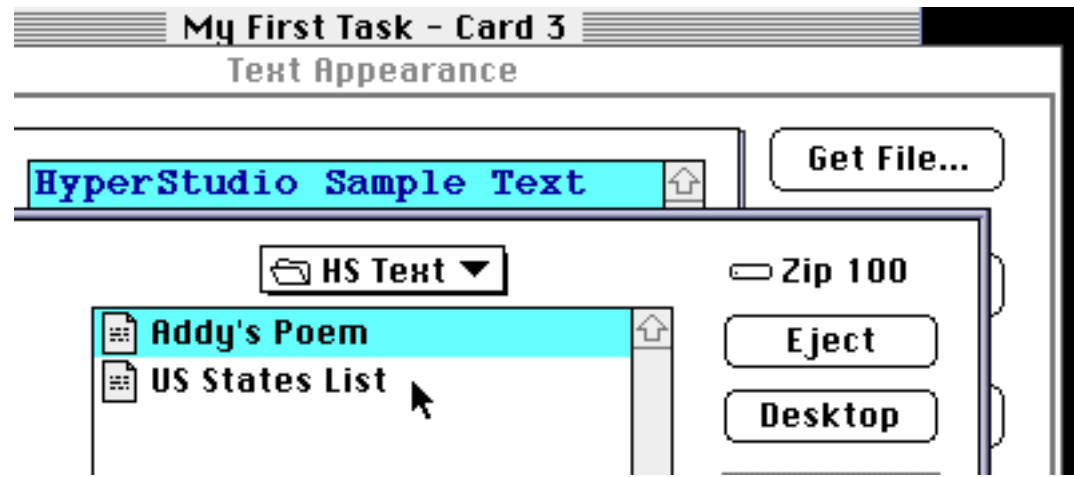 My First Task - Card 3
Text Appearance
Get File...
HyperStudio Sample Text
HS Text
Zip 100
Addy's Poem
Eject
US States List
Desktop